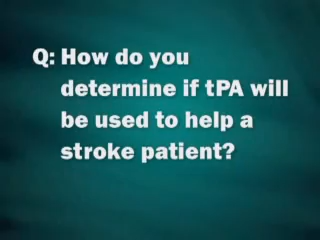 Q: How do you
determine if tPA will
be used to help a
stroke patient?